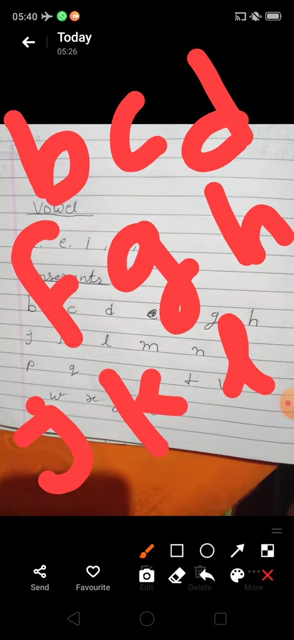 05:40
Today
05:26
b c d
Vowel
e, i,
f g h
b c d g h
j l m n
p q t
w x
j k l
Send Favourite Edit Delete More